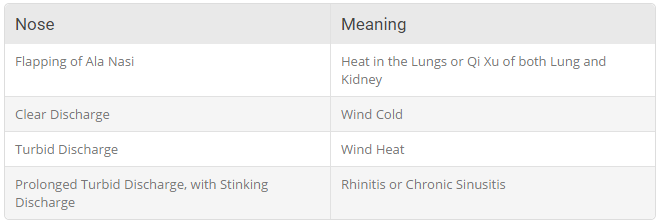 Nose Meaning
Flapping of Ala Nasi Heat in the Lungs or Qi Xu of both Lung and
Kidney
Clear Discharge Wind Cold
Turbid Discharge Wind Heat
Prolonged Turbid Discharge, with Stinking Rhinitis or Chronic Sinusitis
Discharge